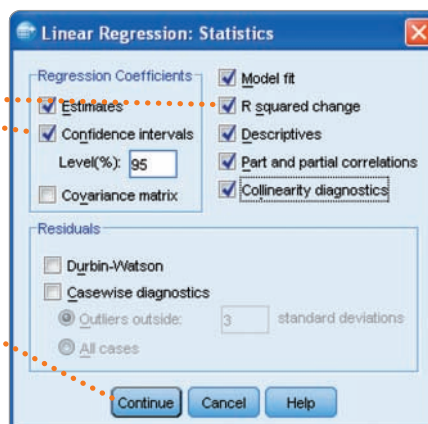 Linear Regression: Statistics
Regression Coefficients
Estimates
Confidence intervals
Level(%): 95
Covariance matrix
Model fit
R squared change
Descriptives
Part and partial correlations
Collinearity diagnostics
Residuals
Durbin-Watson
Casewise diagnostics
Outliers outside: 3 standard deviations
All cases
Continue Cancel Help